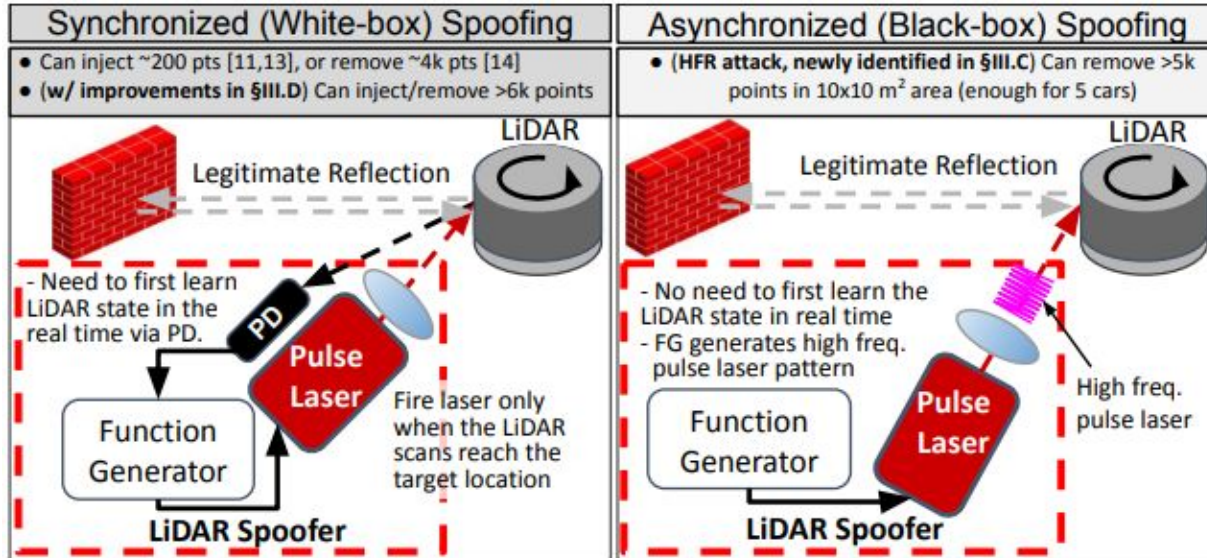 Synchronized (White-box) Spoofing
● Can inject ~200 pts [11,13], or remove ~4k pts [14]
● (w/ improvements in §III.D) Can inject/remove >6k points
LiDAR
Legitimate Reflection
- Need to first learn
LiDAR state in the
real time via PD.
PD
Pulse
Laser
Function
Generator
Fire laser only
when the LiDAR
scans reach the
target location
LiDAR Spoofer
Asynchronized (Black-box) Spoofing
● (HFR attack, newly identified in §III.C) Can remove >5k
points in 10x10 m² area (enough for 5 cars)
LiDAR
Legitimate Reflection
- No need to first learn the
LiDAR state in real time
- FG generates high freq.
pulse laser pattern
High freq.
pulse laser
Pulse
Laser
Function
Generator
LiDAR Spoofer